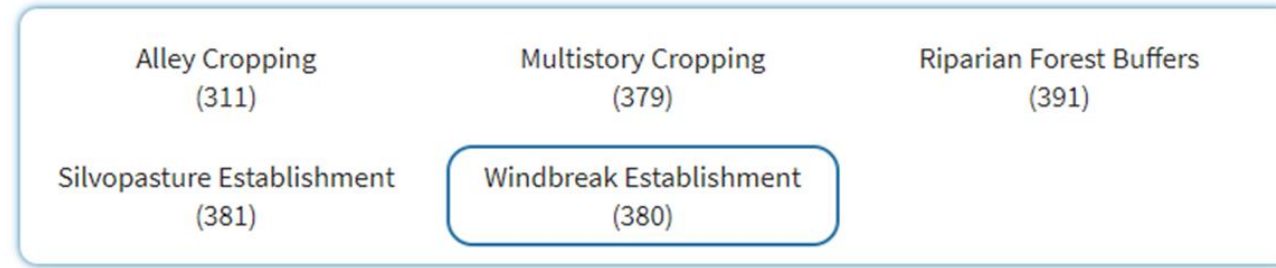 Alley Cropping
(311)
Multistory Cropping
(379)
Riparian Forest Buffers
(391)
Silvopasture Establishment
(381)
Windbreak Establishment
(380)